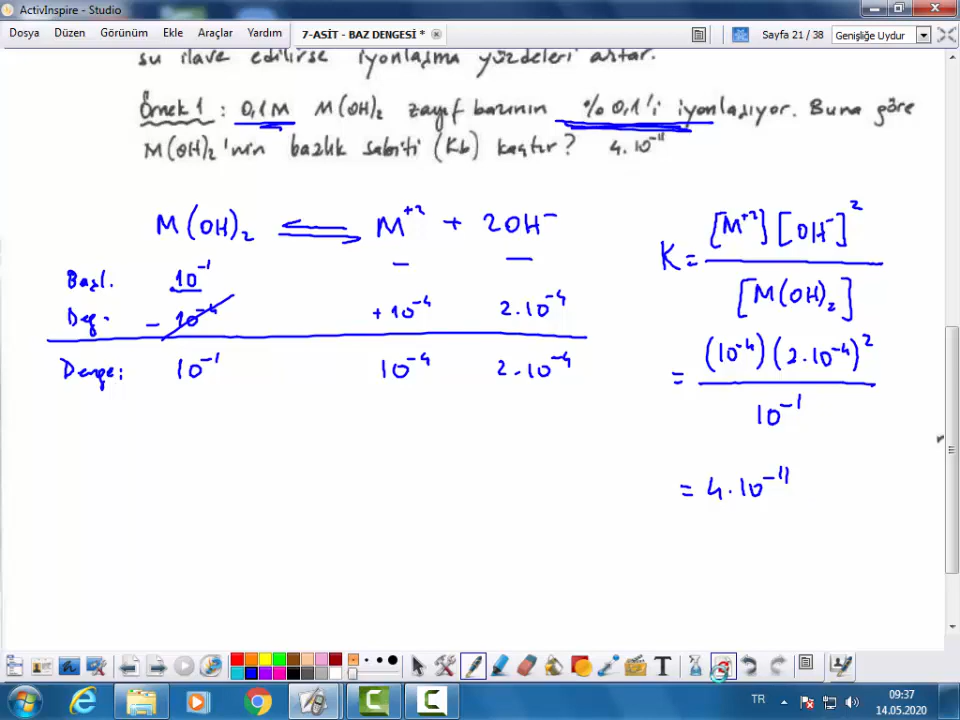 ActivInspire - Studio
Dosya Düzen Görünüm Ekle Araçlar Yardım 7-ASİT - BAZ DENGESİ * Sayfa 21 / 38 Genişliğe Uydur
su ilave edilirse iyonlaşma yüzdeleri artar.
Örnek 1 : 0,1M M(OH)₂ zayıf bazının %0,1'i iyonlaşıyor. Buna göre
M(OH)₂'nin bazlık sabiti (Kb) kaçtır? 4.10⁻¹¹
M(OH)₂ ⇌ M⁺² + 2OH⁻
K = [M⁺²][OH⁻]² / [M(OH)₂]
Başl. 10⁻¹ – –
Değ. – 10⁻⁴ +10⁻⁴ 2.10⁻⁴
Denge: 10⁻¹ 10⁻⁴ 2.10⁻⁴
= (10⁻⁴)(2.10⁻⁴)² / 10⁻¹
= 4.10⁻¹¹
TR 09:37
14.05.2020